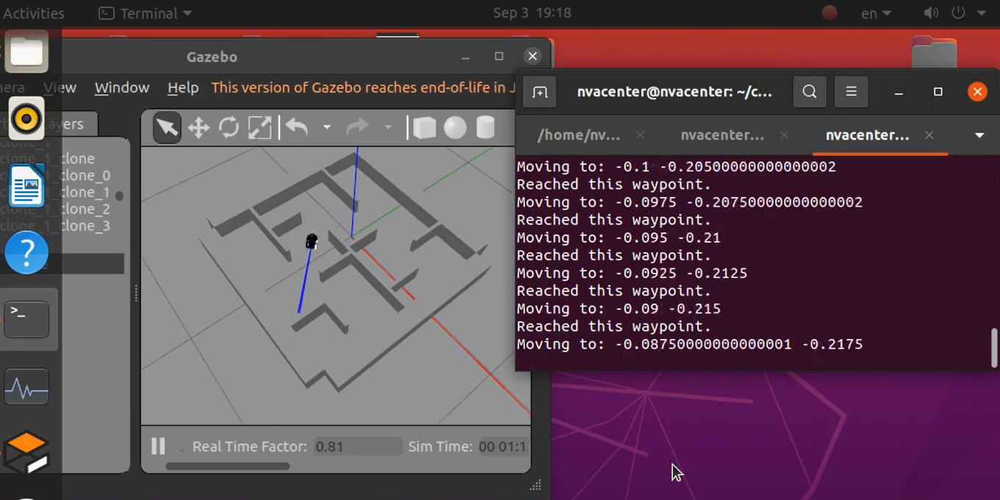 Activities
Terminal
Sep 3 19:18
en
Gazebo
View
Window
Help
This version of Gazebo reaches end-of-life in J
nvacenter@nvacenter: ~/c...
/home/nv...
nvacenter...
nvacenter...
clone_1_clone
clone_1_clone_0
clone_1_clone_1
clone_1_clone_2
clone_1_clone_3
Moving to: -0.1 -0.20500000000000002
Reached this waypoint.
Moving to: -0.0975 -0.20750000000000002
Reached this waypoint.
Moving to: -0.095 -0.21
Reached this waypoint.
Moving to: -0.0925 -0.2125
Reached this waypoint.
Moving to: -0.09 -0.215
Reached this waypoint.
Moving to: -0.08750000000000001 -0.2175
Real Time Factor: 0.81
Sim Time: 00 01:1